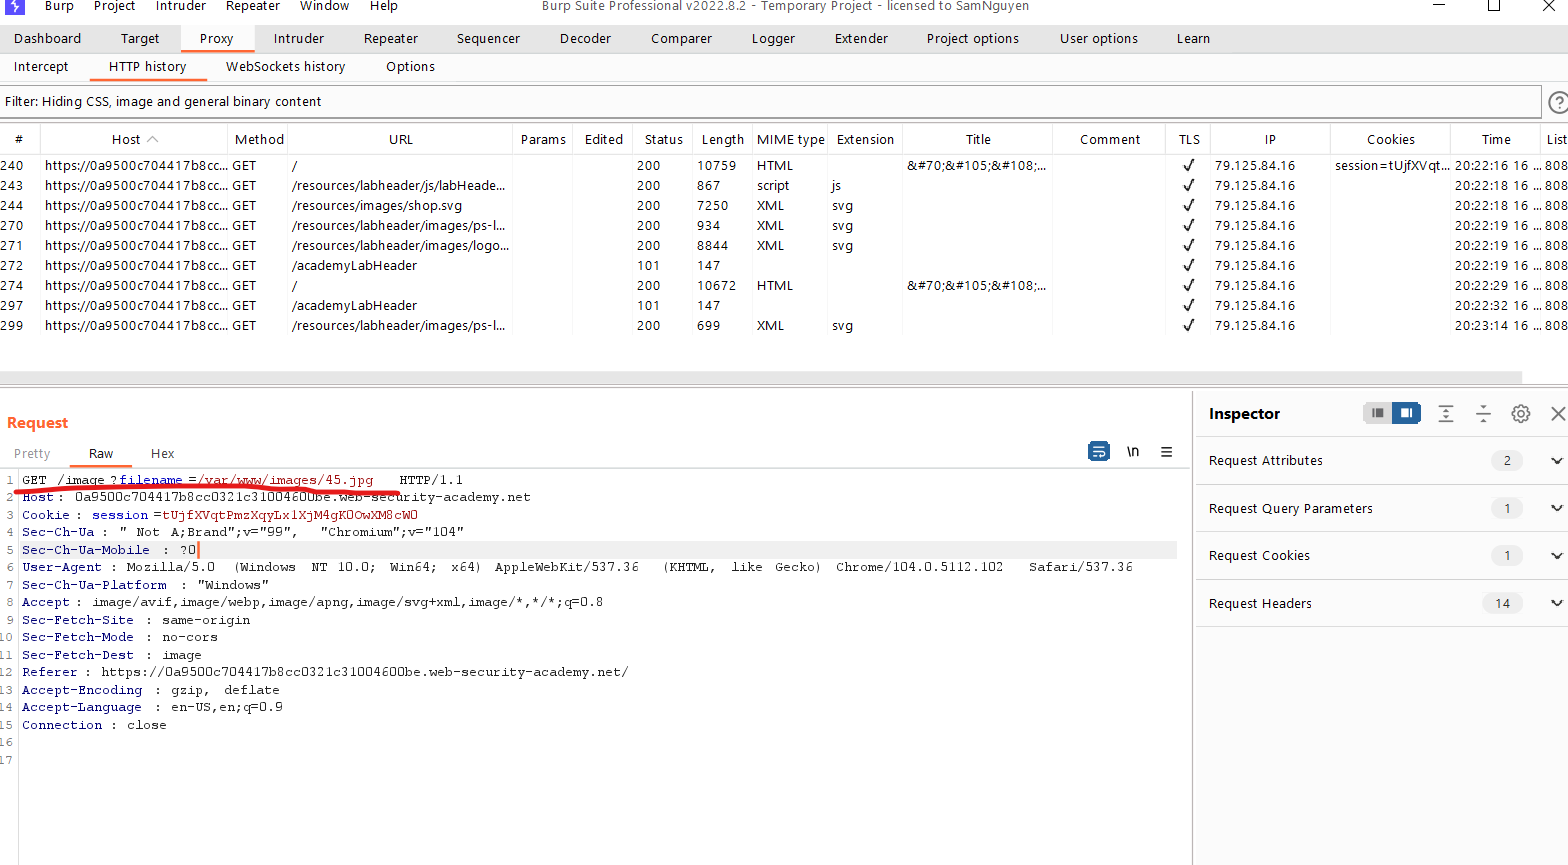 Burp Project Intruder Repeater Window Help Burp Suite Professional v2022.8.2 - Temporary Project - licensed to SamNguyen
Dashboard Target Proxy Intruder Repeater Sequencer Decoder Comparer Logger Extender Project options User options Learn
Intercept HTTP history WebSockets history Options
Filter: Hiding CSS, image and general binary content
# Host Method URL Params Edited Status Length MIME type Extension Title Comment TLS IP Cookies Time List
240 https://0a9500c704417b8cc... GET / 200 10759 HTML &#70;&#105;&#108;... ✓ 79.125.84.16 session=tUjfXVqt... 20:22:16 16 ... 808
243 https://0a9500c704417b8cc... GET /resources/labheader/js/labHeade... 200 867 script js ✓ 79.125.84.16 20:22:18 16 ... 808
244 https://0a9500c704417b8cc... GET /resources/images/shop.svg 200 7250 XML svg ✓ 79.125.84.16 20:22:18 16 ... 808
270 https://0a9500c704417b8cc... GET /resources/labheader/images/ps-l... 200 934 XML svg ✓ 79.125.84.16 20:22:19 16 ... 808
271 https://0a9500c704417b8cc... GET /resources/labheader/images/logo... 200 8844 XML svg ✓ 79.125.84.16 20:22:19 16 ... 808
272 https://0a9500c704417b8cc... GET /academyLabHeader 101 147 ✓ 79.125.84.16 20:22:19 16 ... 808
274 https://0a9500c704417b8cc... GET / 200 10672 HTML &#70;&#105;&#108;... ✓ 79.125.84.16 20:22:29 16 ... 808
297 https://0a9500c704417b8cc... GET /academyLabHeader 101 147 ✓ 79.125.84.16 20:22:32 16 ... 808
299 https://0a9500c704417b8cc... GET /resources/labheader/images/ps-l... 200 699 XML svg ✓ 79.125.84.16 20:23:14 16 ... 808
Request
Pretty Raw Hex \n
1 GET /image?filename=/var/www/images/45.jpg HTTP/1.1
2 Host: 0a9500c704417b8cc0321c31004600be.web-security-academy.net
3 Cookie: session=tUjfXVqtPmzXqyLxlXjM4gKOOwXM8cWO
4 Sec-Ch-Ua: " Not A;Brand";v="99", "Chromium";v="104"
5 Sec-Ch-Ua-Mobile : ?0
6 User-Agent: Mozilla/5.0 (Windows NT 10.0; Win64; x64) AppleWebKit/537.36 (KHTML, like Gecko) Chrome/104.0.5112.102 Safari/537.36
7 Sec-Ch-Ua-Platform : "Windows"
8 Accept: image/avif,image/webp,image/apng,image/svg+xml,image/*,*/*;q=0.8
9 Sec-Fetch-Site : same-origin
10 Sec-Fetch-Mode : no-cors
11 Sec-Fetch-Dest : image
12 Referer: https://0a9500c704417b8cc0321c31004600be.web-security-academy.net/
13 Accept-Encoding : gzip, deflate
14 Accept-Language : en-US,en;q=0.9
15 Connection: close
16
17
Inspector
Request Attributes 2
Request Query Parameters 1
Request Cookies 1
Request Headers 14